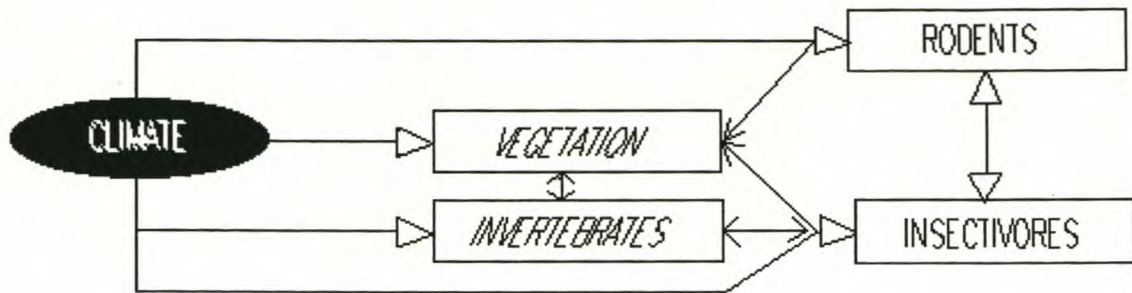 RODENTS
CLIMATE
VEGETATION
INVERTEBRATES
INSECTIVORES